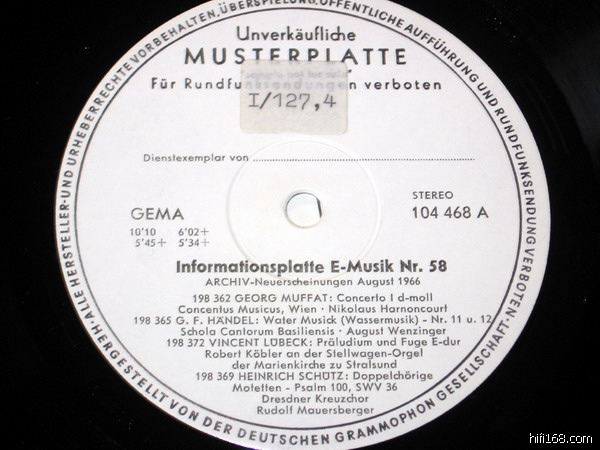 ALLE HERSTELLER- UND URHEBERRECHTE VORBEHALTEN, ÜBERSPIELUNG, ÖFFENTLICHE AUFFÜHRUNG UND RUNDFUNKSENDUNG VERBOTEN.
HERGESTELLT VON DER DEUTSCHEN GRAMMOPHON GESELLSCHAFT
Unverkäufliche
MUSTERPLATTE
Für verboten
I/127,4
Dienstexemplar von
GEMA
STEREO
104 468 A
10'10 6'02+
5'45+ 5'34+
Informationsplatte E-Musik Nr. 58
ARCHIV-Neuerscheinungen August 1966
198 362 GEORG MUFFAT: Concerto I d-moll
Concentus Musicus, Wien · Nikolaus Harnoncourt
198 365 G. F. HÄNDEL: Water Musick (Wassermusik) - Nr. 11 u. 12
Schola Cantorum Basiliensis · August Wenzinger
198 372 VINCENT LÜBECK: Präludium und Fuge E-dur
Robert Köbler an der Stellwagen-Orgel
der Marienkirche zu Stralsund
198 369 HEINRICH SCHÜTZ: Doppelchörige
Motetten - Psalm 100, SWV 36
Dresdner Kreuzchor
Rudolf Mauersberger
hifi168.com